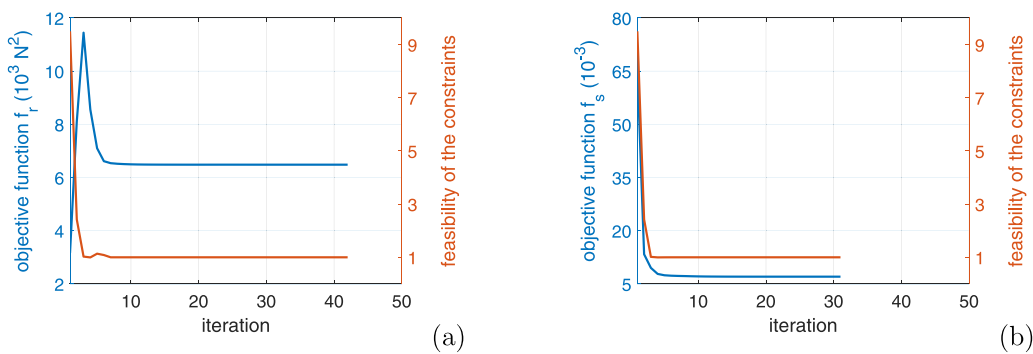 objective function f_r (10^3 N^2)
12
10
8
6
4
2
9
7
5
3
1
feasibility of the constraints
10 20 30 40 50
iteration
(a)
objective function f_s (10^-3)
80
65
50
35
20
5
9
7
5
3
1
feasibility of the constraints
10 20 30 40 50
iteration
(b)